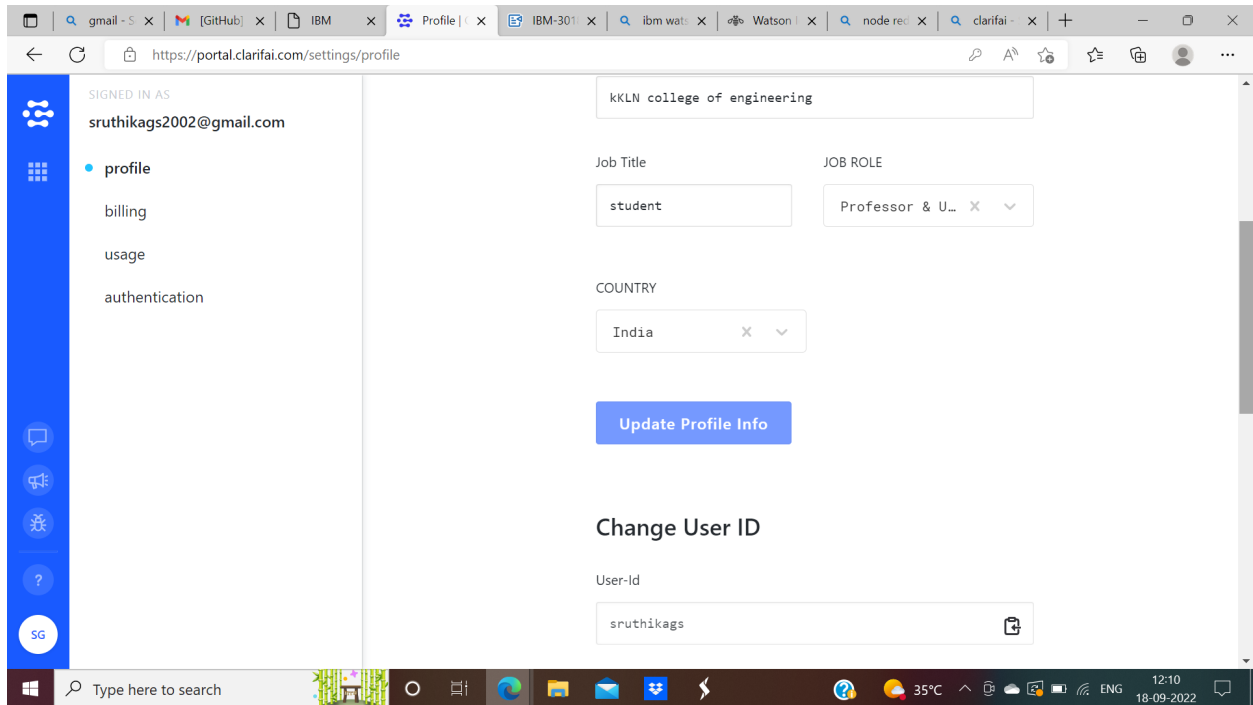 gmail - S
[GitHub]
IBM
Profile |
IBM-301
ibm wats
Watson
node red
clarifai -
https://portal.clarifai.com/settings/profile
SIGNED IN AS
sruthikags2002@gmail.com
profile
billing
usage
authentication
?
SG
kKLN college of engineering
Job Title
JOB ROLE
student
Professor & U…
COUNTRY
India
Update Profile Info
Change User ID
User-Id
sruthikags
Type here to search
35°C
ENG
12:10
18-09-2022